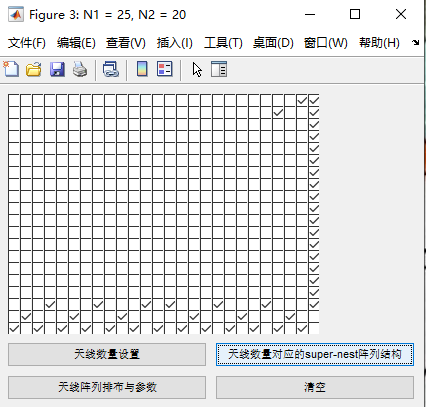 Figure 3: N1 = 25, N2 = 20
文件(F) 编辑(E) 查看(V) 插入(I) 工具(T) 桌面(D) 窗口(W) 帮助(H)
天线数量设置 天线数量对应的super-nest阵列结构
天线阵列排布与参数 清空